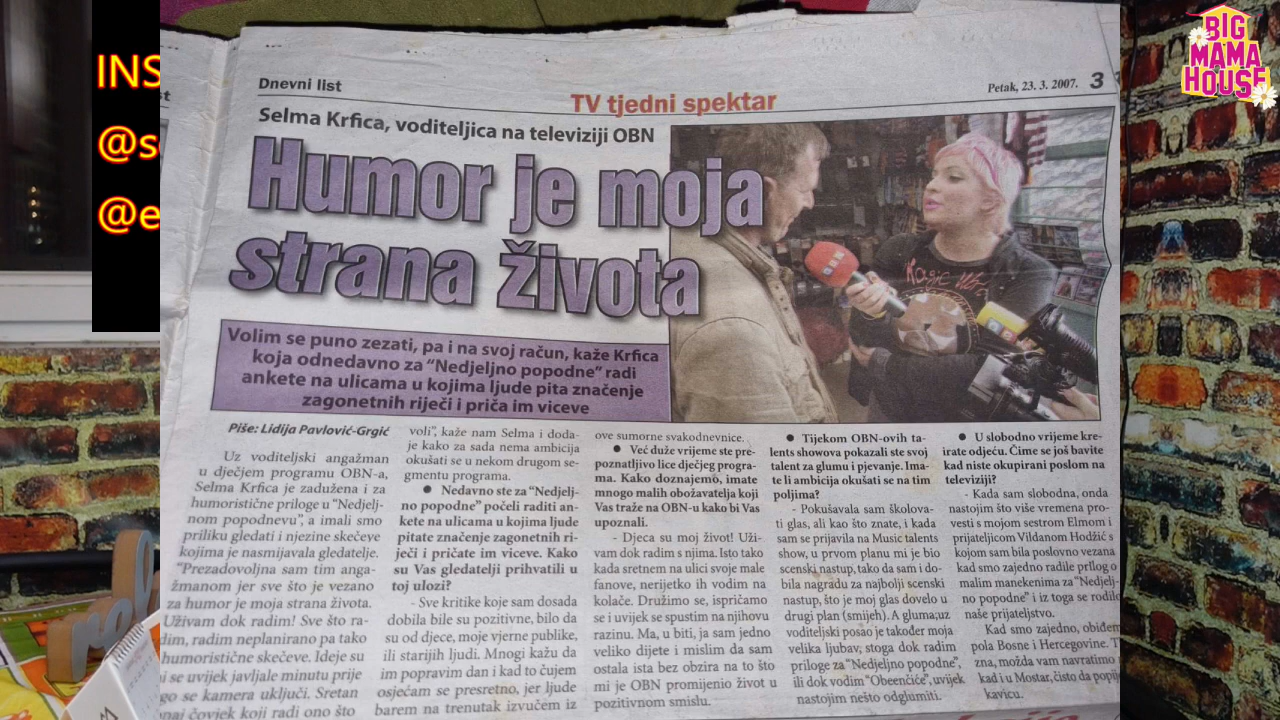 INS
@s
@e
BIG
MAMA
HOUSE
Dnevni list
TV tjedni spektar
Petak, 23. 3. 2007.
3
Selma Krfica, voditeljica na televiziji OBN
Humor je moja
strana života
Volim se puno zezati, pa i na svoj račun, kaže Krfica
koja odnedavno za “Nedjeljno popodne” radi
ankete na ulicama u kojima ljude pita značenje
zagonetnih riječi i priča im viceve
Piše: Lidija Pavlović-Grgić
Uz voditeljski angažman
u dječjem programu OBN-a,
Selma Krfica je zadužena i za
humoristične priloge u “Nedjelj-
nom popodnevu”, a imali smo
priliku gledati i njezine skečeve
kojima je nasmijavala gledatelje.
“Prezadovoljna sam tim anga-
žmanom jer sve što je vezano
za humor je moja strana života.
Uživam dok radim! Sve što ra-
dim, radim neplanirano pa tako
humoristične skečeve. Ideje su
se uvijek javljale minutu prije
go se kamera uključi. Sretan
čovjek koji radi ono što
voli”, kaže nam Selma i doda-
je kako za sada nema ambicija
okušati se u nekom drugom se-
gmentu programa.
● Nedavno ste za “Nedjelj-
no popodne” počeli raditi an-
kete na ulicama u kojima ljude
pitate značenje zagonetnih ri-
ječi i pričate im viceve. Kako
su Vas gledatelji prihvatili u
toj ulozi?
- Sve kritike koje sam dosada
dobila bile su pozitivne, bilo da
su od djece, moje vjerne publike,
ili starijih ljudi. Mnogi kažu da
im popravim dan i kad to čujem
osjećam se presretno, jer ljude
barem na trenutak izvučem iz
ove sumorne svakodnevnice.
● Već duže vrijeme ste pre-
poznatljivo lice dječjeg progra-
ma. Kako doznajemo, imate
mnogo malih obožavatelja koji
Vas traže na OBN-u kako bi Vas
upoznali.
- Djeca su moj život! Uži-
vam dok radim s njima. Isto tako
kada sretnem na ulici svoje male
fanove, nerijetko ih vodim na
kolače. Družimo se, ispričamo
se i uvijek se spustim na njihovu
razinu. Ma, u biti, ja sam jedno
veliko dijete i mislim da sam
ostala ista bez obzira na to što
mi je OBN promijenio život u
pozitivnom smislu.
● Tijekom OBN-ovih ta-
lents showova pokazali ste svoj
talent za glumu i pjevanje. Ima-
te li ambicija okušati se na tim
poljima?
- Pokušavala sam školova-
ti glas, ali kao što znate, i kada
sam se prijavila na Music talents
show, u prvom planu mi je bio
scenski nastup, tako da sam i do-
bila nagradu za najbolji scenski
nastup, što je moj glas dovelo u
drugi plan (smijeh). A gluma,uz
voditeljski posao je također moja
velika ljubav, stoga dok radim
priloge za “Nedjeljno popodne”,
ili dok vodim “Obeenčiće”, uvijek
nastojim nešto odglumiti.
● U slobodno vrijeme kre-
irate odjeću. Čime se još bavite
kad niste okupirani poslom na
televiziji?
- Kada sam slobodna, onda
nastojim što više vremena pro-
vesti s mojom sestrom Elmom i
prijateljicom Vildanom Hodžić s
kojom sam bila poslovno vezana
kad smo zajedno radile prilog o
malim manekenima za “Nedjelj-
no popodne” i iz toga se rodilo
naše prijateljstvo.
Kad smo zajedno, obiđem
pola Bosne i Hercegovine. T
zna, možda vam navratimo
kad i u Mostar, čisto da popij
kavicu.